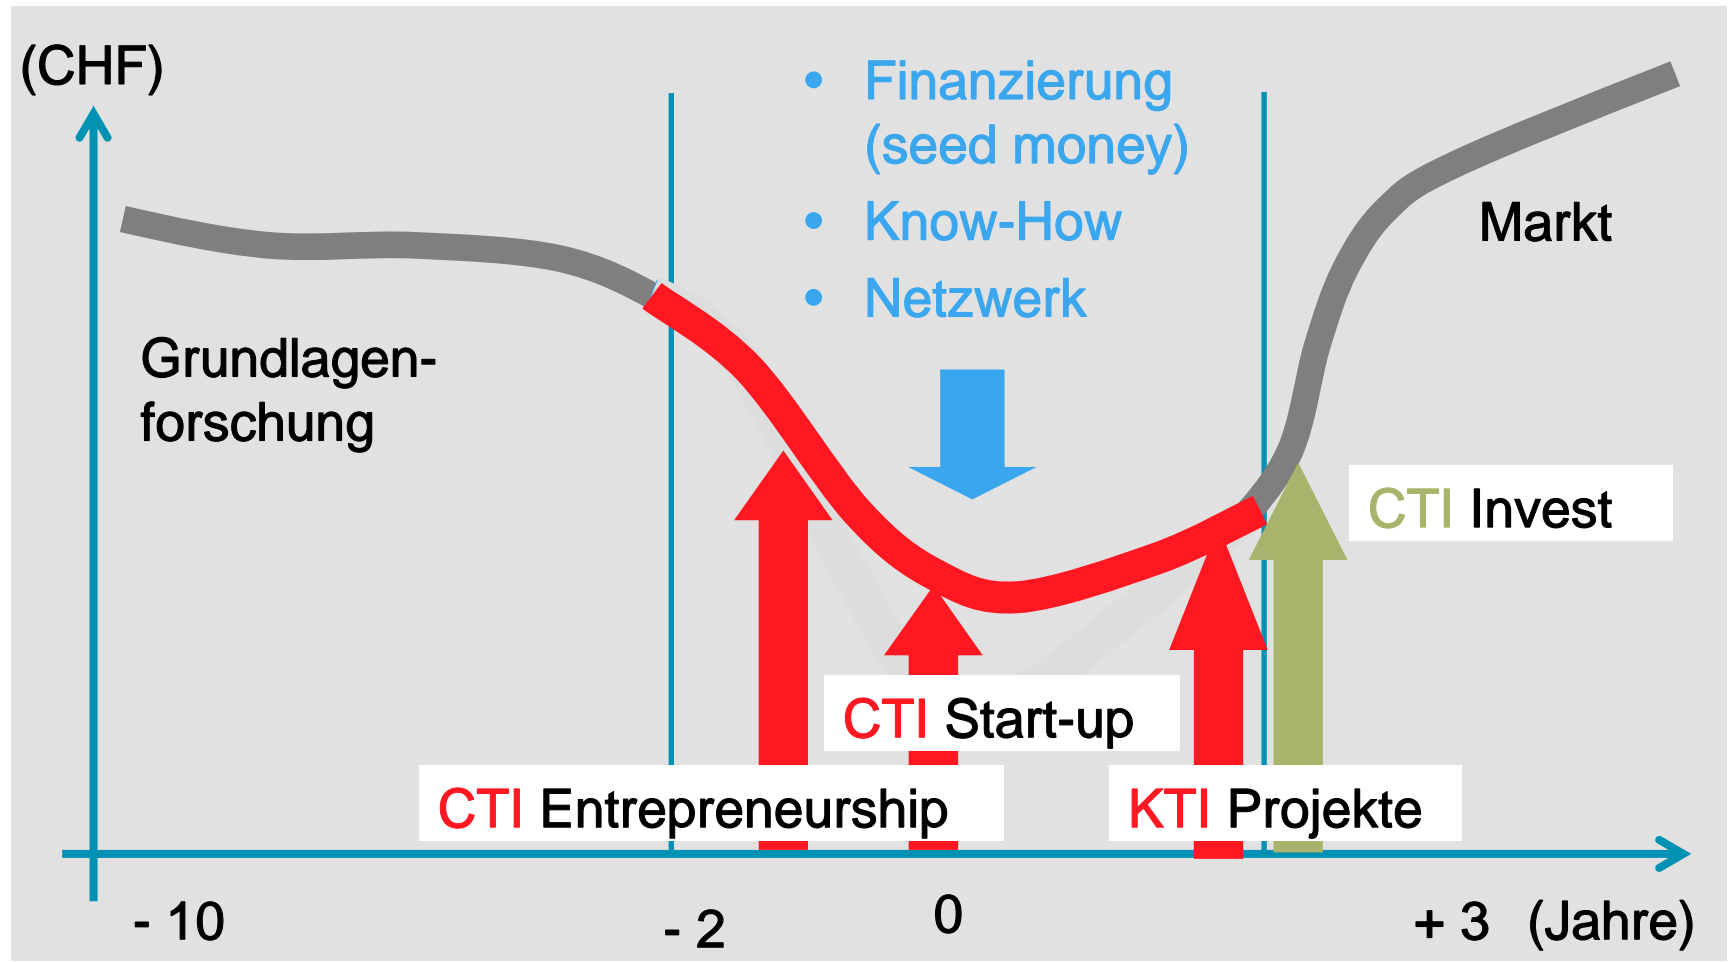 (CHF)
• Finanzierung
(seed money)
• Know-How
• Netzwerk
Markt
Grundlagen-
forschung
CTI Invest
CTI Start-up
CTI Entrepreneurship
KTI Projekte
- 10
- 2
0
+ 3 (Jahre)